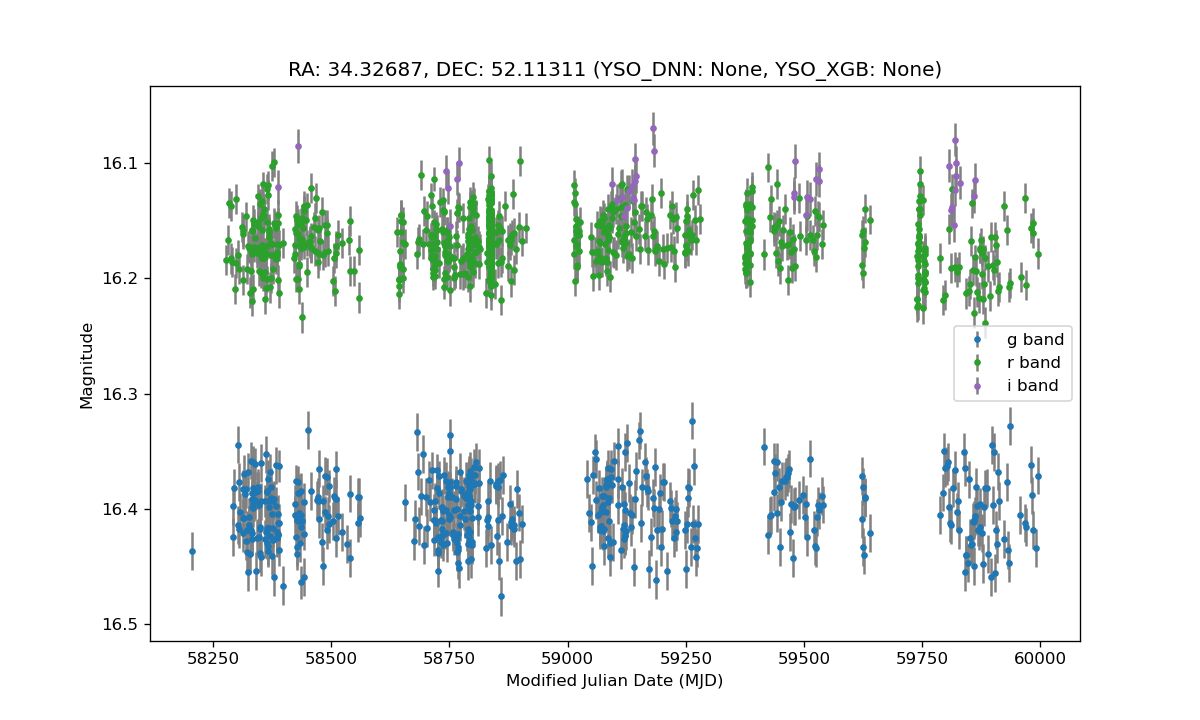 RA: 34.32687, DEC: 52.11311 (YSO_DNN: None, YSO_XGB: None)
Magnitude
16.1
16.2
16.3
16.4
16.5
g band
r band
i band
58250 58500 58750 59000 59250 59500 59750 60000
Modified Julian Date (MJD)